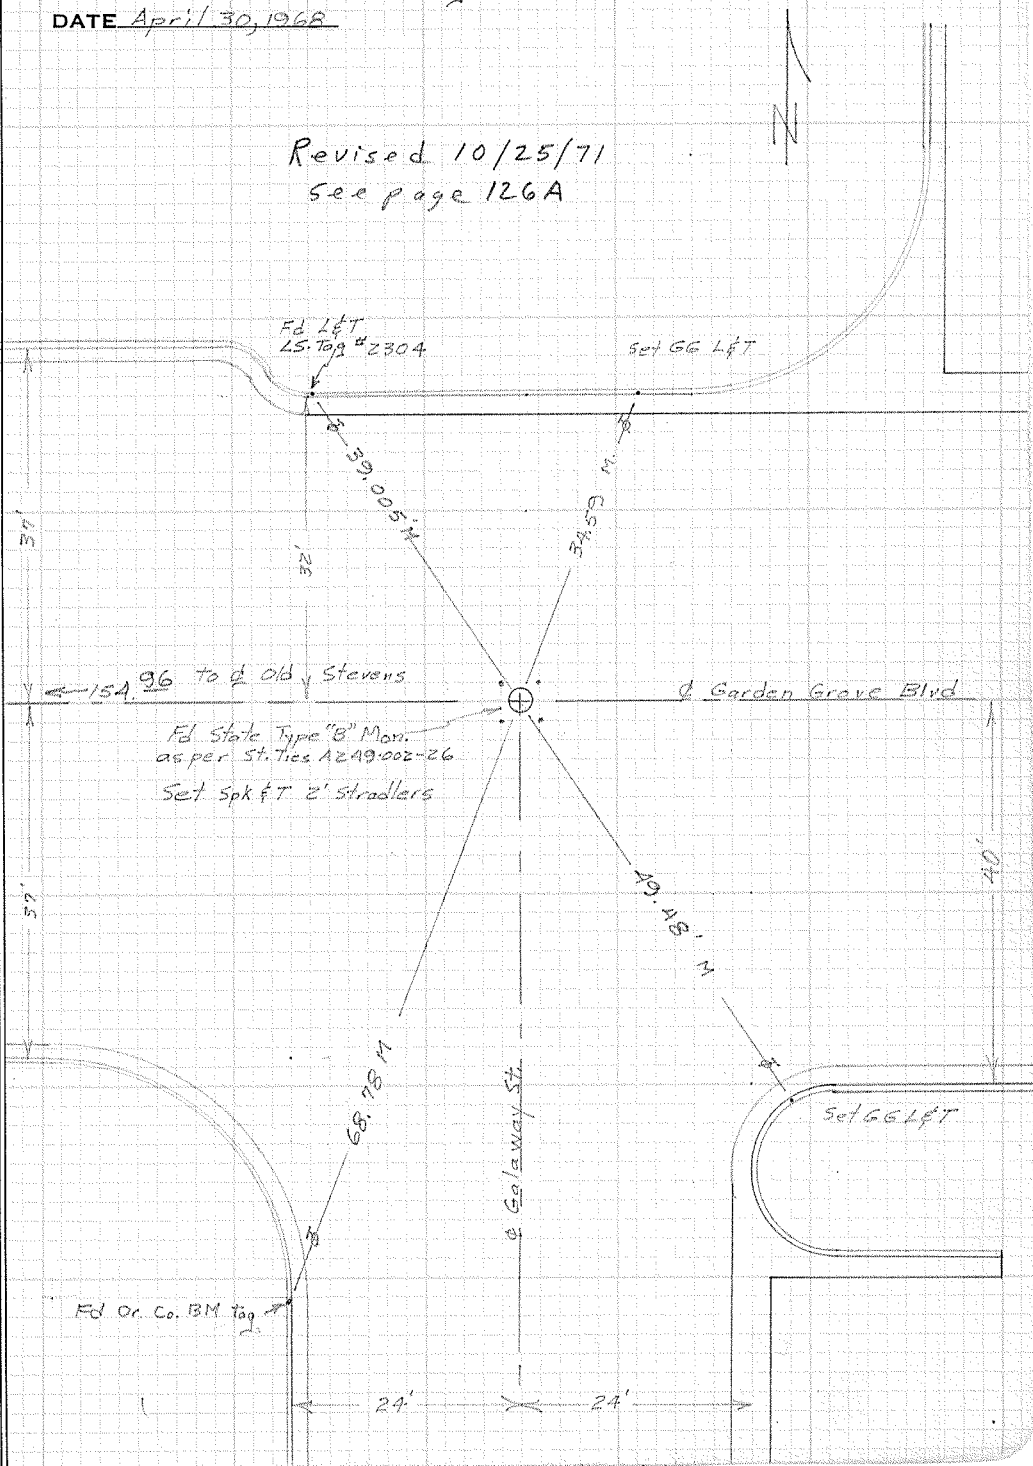 DATE April 30, 1968
N
Revised 10/25/71
See page 126A
Fd L&T
LS. Tag #2304
Set GG L&T
39.005' M
34.59 M.
37'
32'
←154.96 To ℄ Old Stevens
℄ Garden Grove Blvd
Fd State Type "B" Mon.
as per St. Ties A249-002-26
Set Spk & T 2' Stradlers
37'
40'
49.48' M
68.78 M
℄ Galaway St.
Set GG L&T
Fd Or. Co. BM Tag
24'
24'